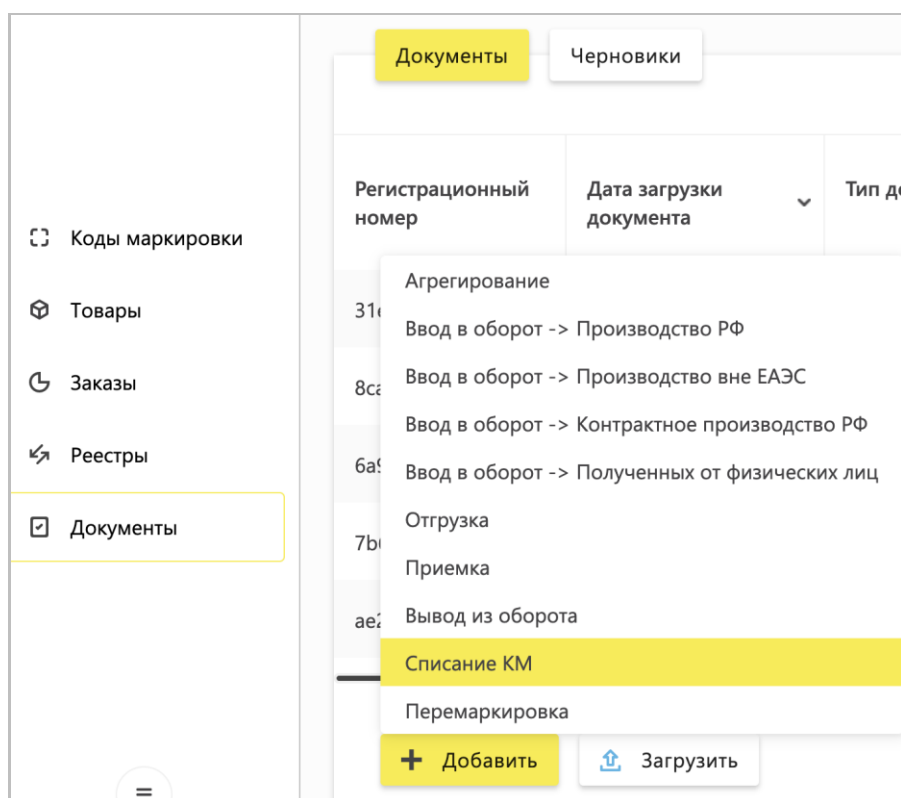 Документы Черновики
Регистрационный номер
Дата загрузки документа
Тип
Коды маркировки
Товары
Заказы
Реестры
Документы
Агрегирование
Ввод в оборот -> Производство РФ
Ввод в оборот -> Производство вне ЕАЭС
Ввод в оборот -> Контрактное производство РФ
Ввод в оборот -> Полученных от физических лиц
Отгрузка
Приемка
Вывод из оборота
Списание КМ
Перемаркировка
Добавить Загрузить